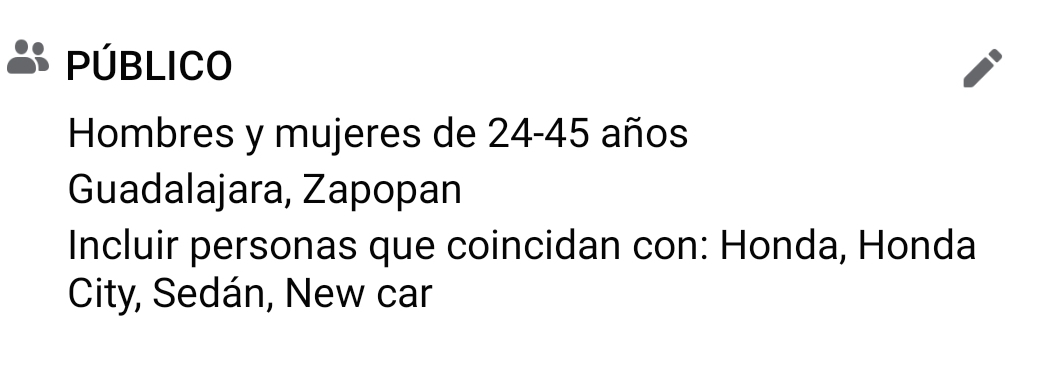 PÚBLICO
Hombres y mujeres de 24-45 años
Guadalajara, Zapopan
Incluir personas que coincidan con: Honda, Honda
City, Sedán, New car